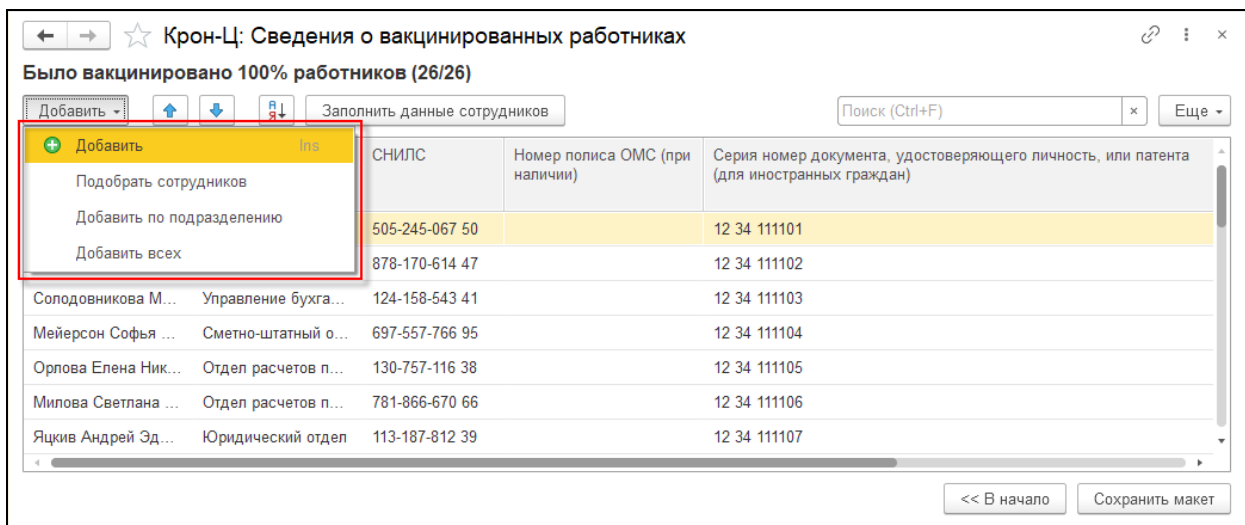 Крон-Ц: Сведения о вакцинированных работниках
Было вакцинировано 100% работников (26/26)
Добавить Заполнить данные сотрудников Поиск (Ctrl+F) × Еще
Добавить Ins
Подобрать сотрудников
Добавить по подразделению
Добавить всех
СНИЛС Номер полиса ОМС (при наличии) Серия номер документа, удостоверяющего личность, или патента (для иностранных граждан)
505-245-067 50 12 34 111101
878-170-614 47 12 34 111102
Солодовникова М... Управление бухга... 124-158-543 41 12 34 111103
Мейерсон Софья ... Сметно-штатный о... 697-557-766 95 12 34 111104
Орлова Елена Ник... Отдел расчетов п... 130-757-116 38 12 34 111105
Милова Светлана ... Отдел расчетов п... 781-866-670 66 12 34 111106
Яцкив Андрей Эд... Юридический отдел 113-187-812 39 12 34 111107
<< В начало Сохранить макет